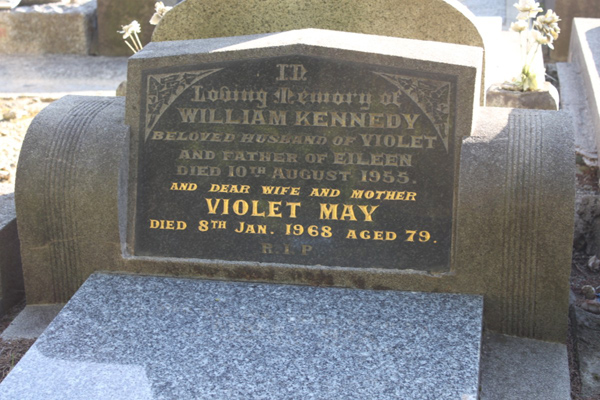 In
Loving Memory of
WILLIAM KENNEDY
BELOVED HUSBAND OF VIOLET
AND FATHER OF EILEEN
DIED 10TH AUGUST 1955.
AND DEAR WIFE AND MOTHER
VIOLET MAY
DIED 8TH JAN. 1968 AGED 79.
R.I.P.